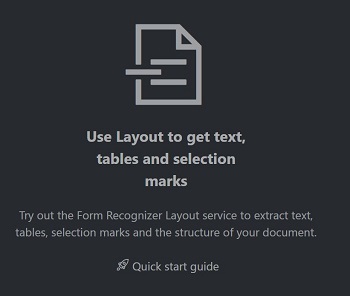 Use Layout to get text,
tables and selection
marks
Try out the Form Recognizer Layout service to extract text,
tables, selection marks and the structure of your document.
Quick start guide